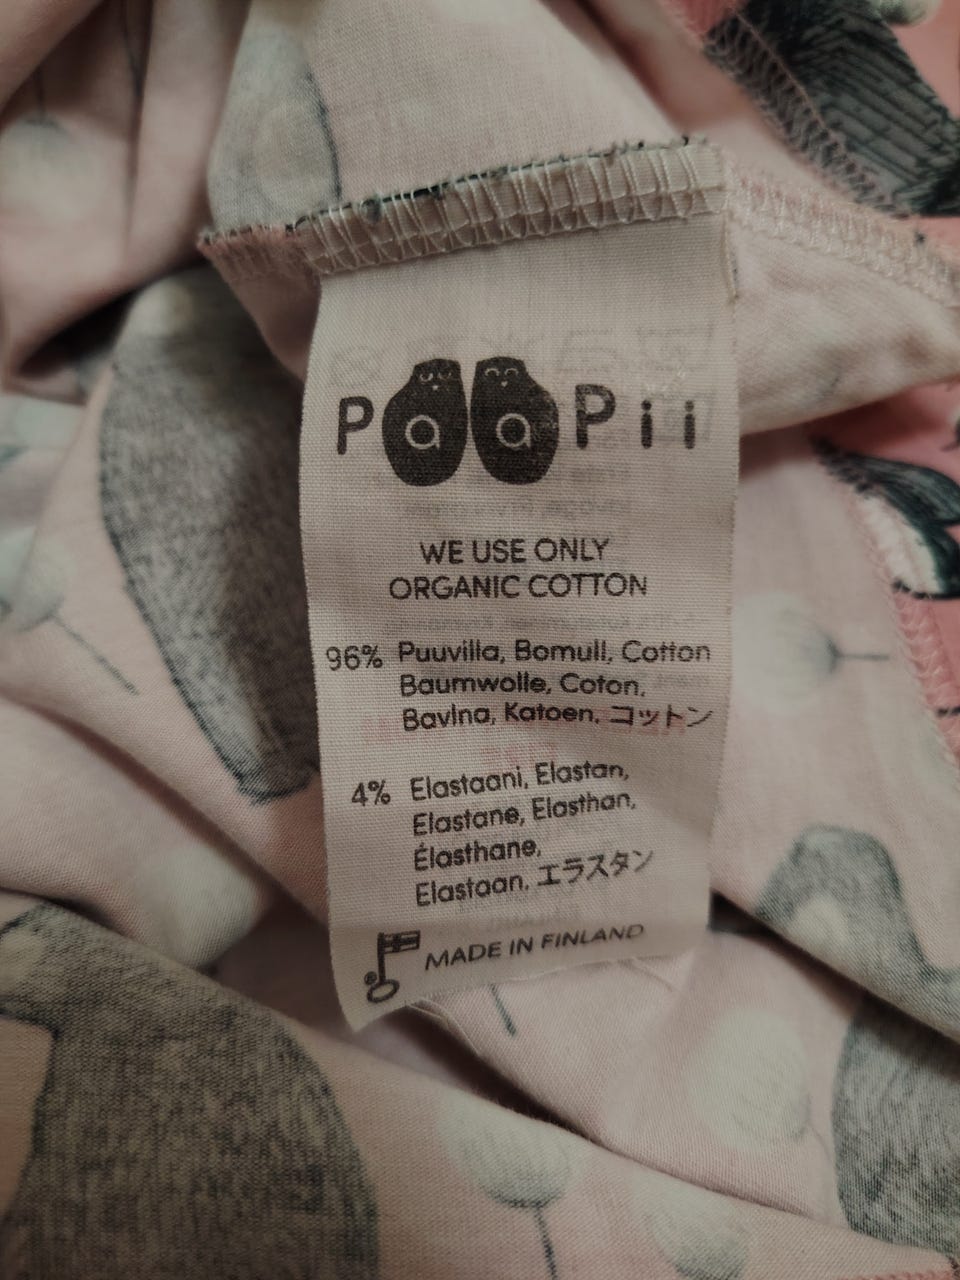 PaaPii
WE USE ONLY
ORGANIC COTTON
96% Puuvilla, Bomull, Cotton
Baumwolle, Coton,
Bavlna, Katoen, コットン
4% Elastaani, Elastan,
Elastane, Elasthan,
Élasthane,
Elastaan, エラスタン
MADE IN FINLAND